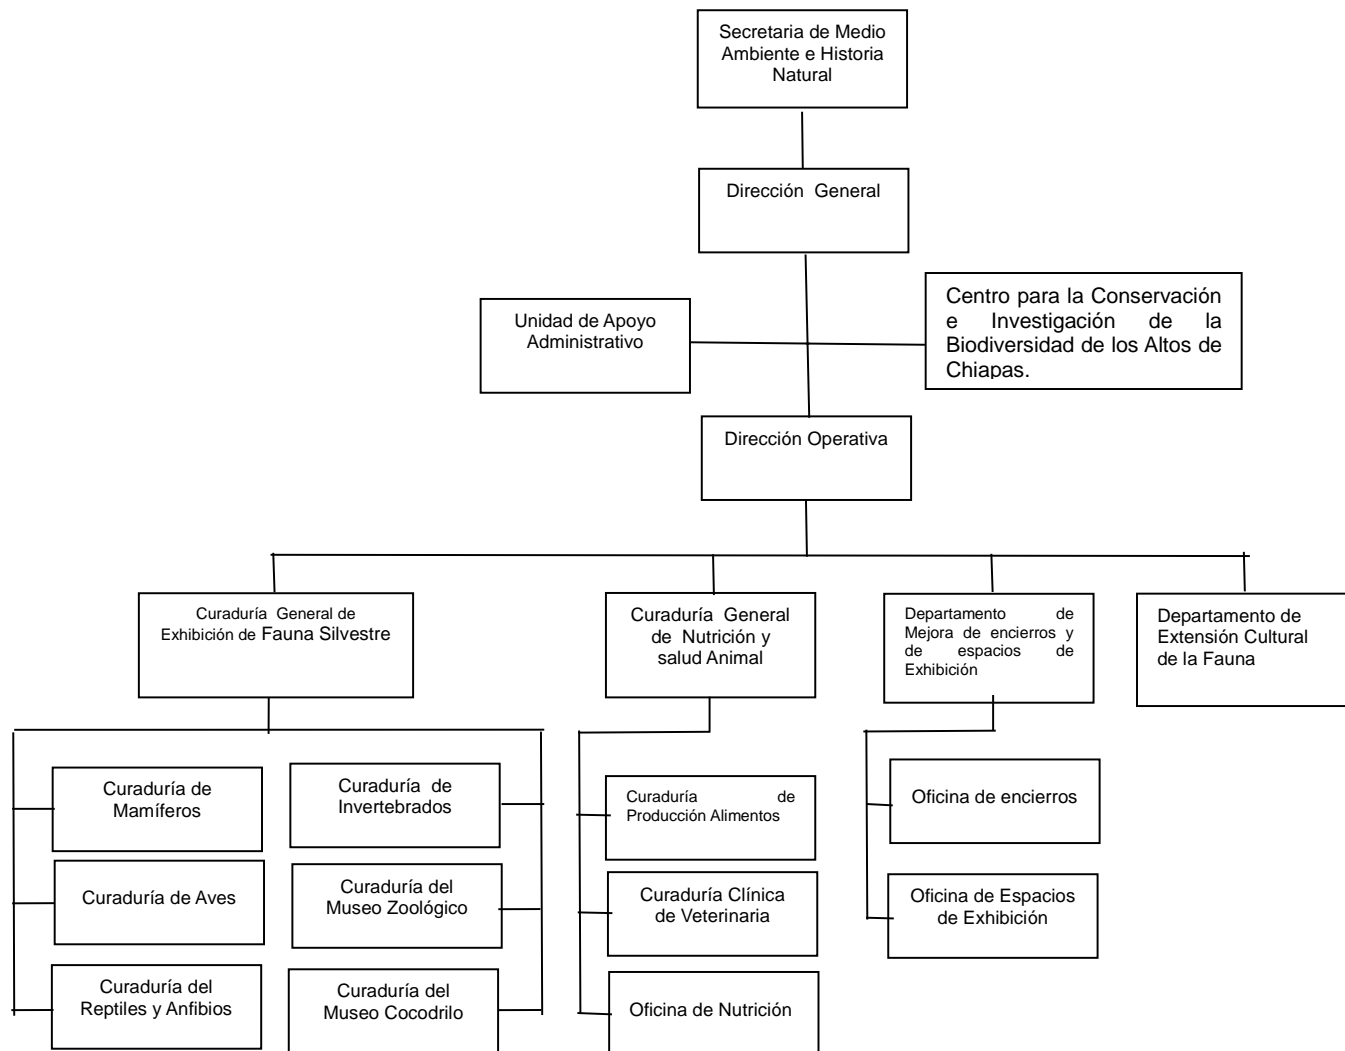 Secretaria de Medio
Ambiente e Historia
Natural
Dirección General
Unidad de Apoyo
Administrativo
Centro para la Conservación
e Investigación de la
Biodiversidad de los Altos de
Chiapas.
Dirección Operativa
Curaduría General de
Exhibición de Fauna Silvestre
Curaduría General
de Nutrición y
salud Animal
Departamento de
Mejora de encierros y
de espacios de
Exhibición
Departamento de
Extensión Cultural
de la Fauna
Curaduría de
Mamíferos
Curaduría de
Invertebrados
Curaduría de
Producción Alimentos
Oficina de encierros
Curaduría de Aves
Curaduría del
Museo Zoológico
Curaduría Clínica
de Veterinaria
Oficina de Espacios
de Exhibición
Curaduría del
Reptiles y Anfibios
Curaduría del
Museo Cocodrilo
Oficina de Nutrición